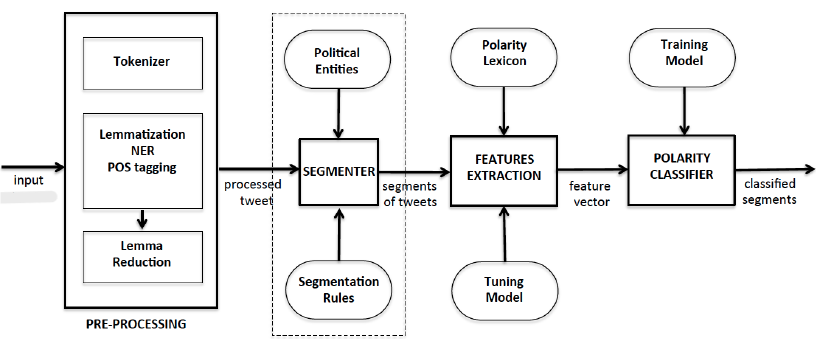 input
Tokenizer
Lemmatization
NER
POS tagging
Lemma
Reduction
PRE-PROCESSING
processed
tweet
Political
Entities
SEGMENTER
Segmentation
Rules
segments
of tweets
Polarity
Lexicon
FEATURES
EXTRACTION
Tuning
Model
feature
vector
Training
Model
POLARITY
CLASSIFIER
classified
segments